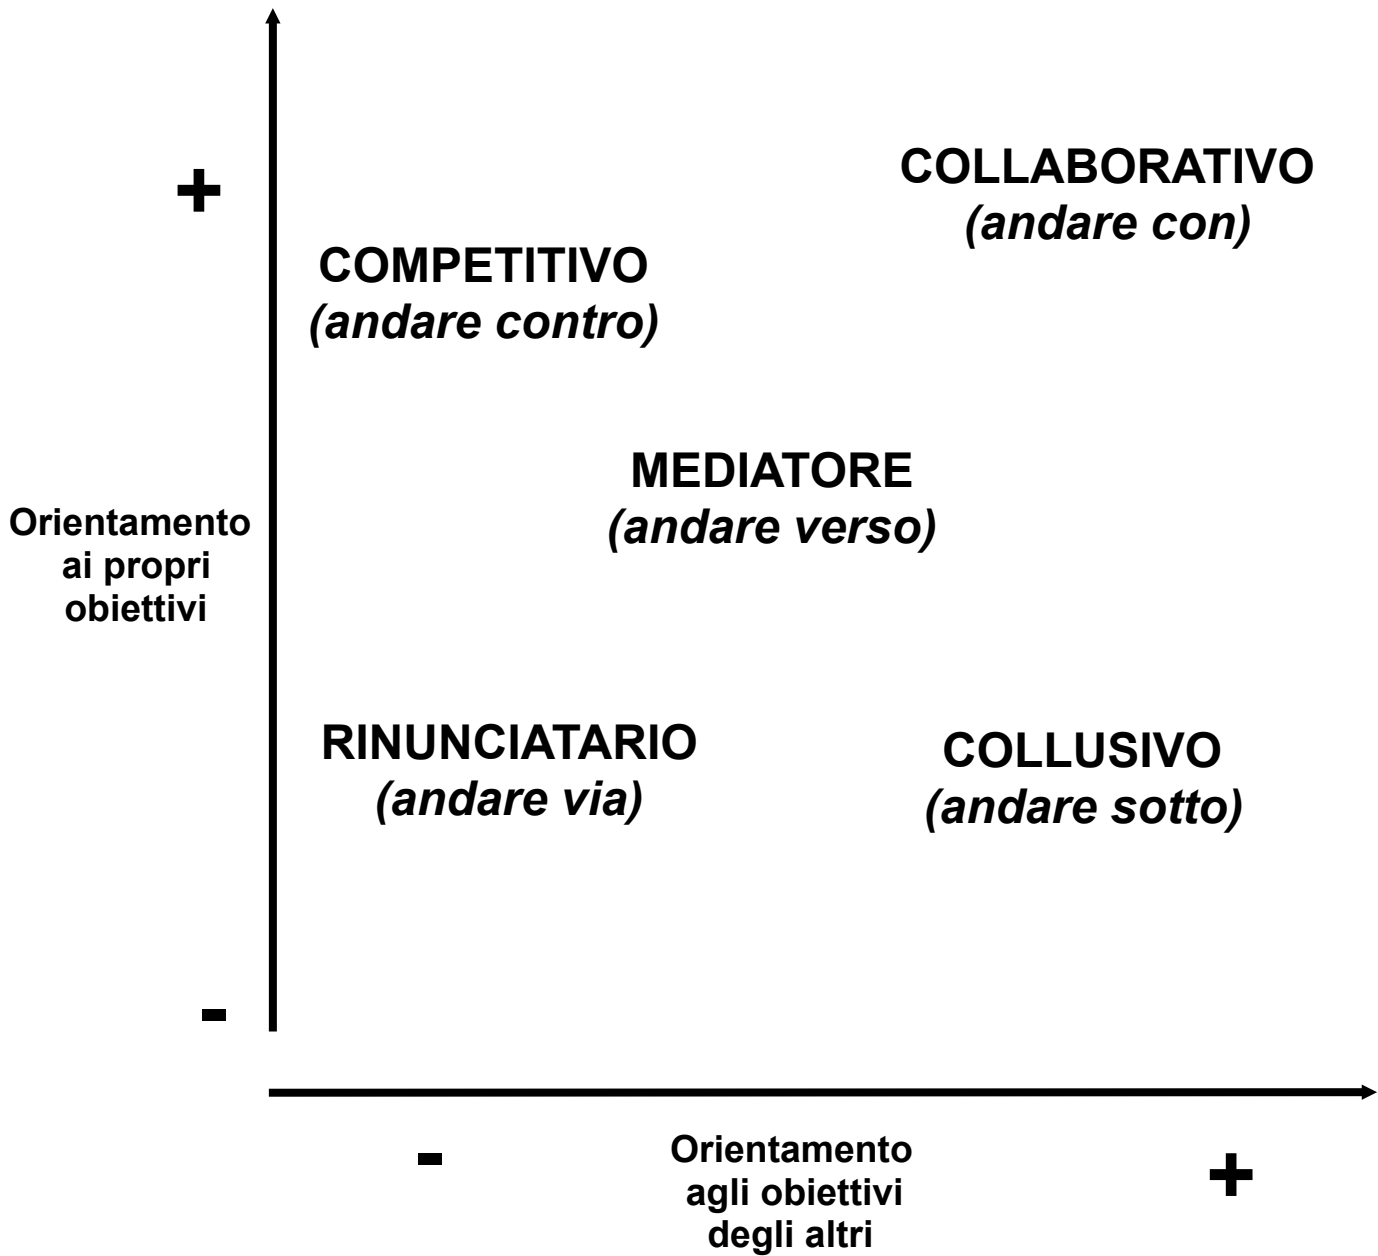 +
COLLABORATIVO
(andare con)
COMPETITIVO
(andare contro)
MEDIATORE
(andare verso)
Orientamento
ai propri
obiettivi
RINUNCIATARIO
(andare via)
COLLUSIVO
(andare sotto)
-
-
Orientamento
agli obiettivi
degli altri
+